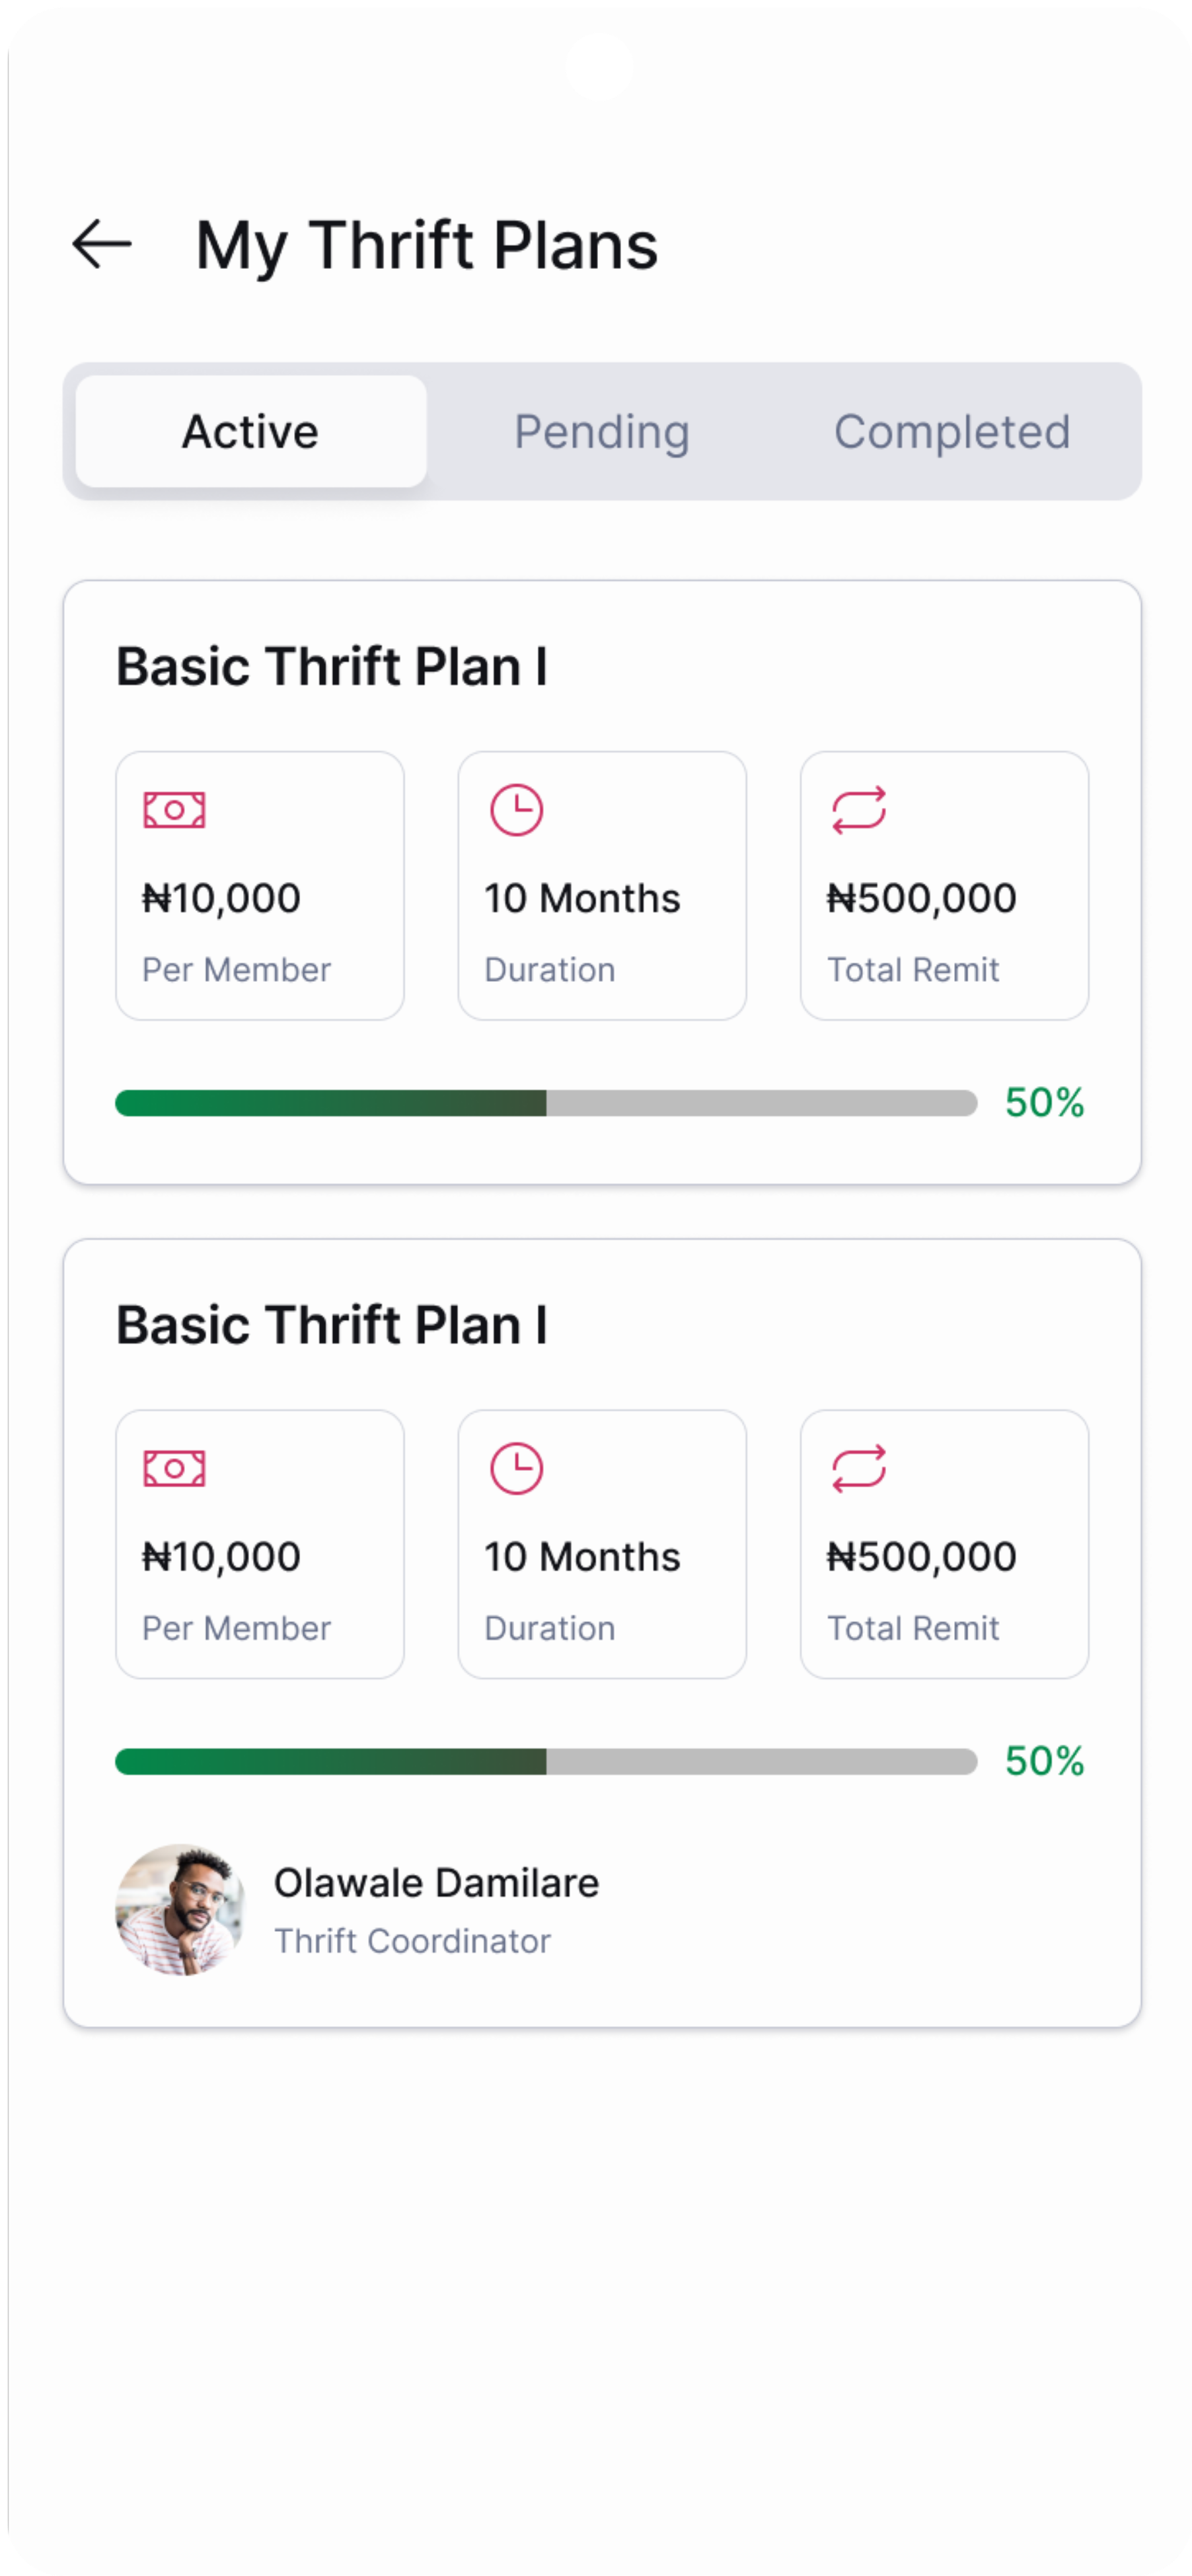 My Thrift Plans
Active Pending Completed
Basic Thrift Plan I
₦10,000 10 Months ₦500,000
Per Member Duration Total Remit
50%
Basic Thrift Plan I
₦10,000 10 Months ₦500,000
Per Member Duration Total Remit
50%
Olawale Damilare
Thrift Coordinator